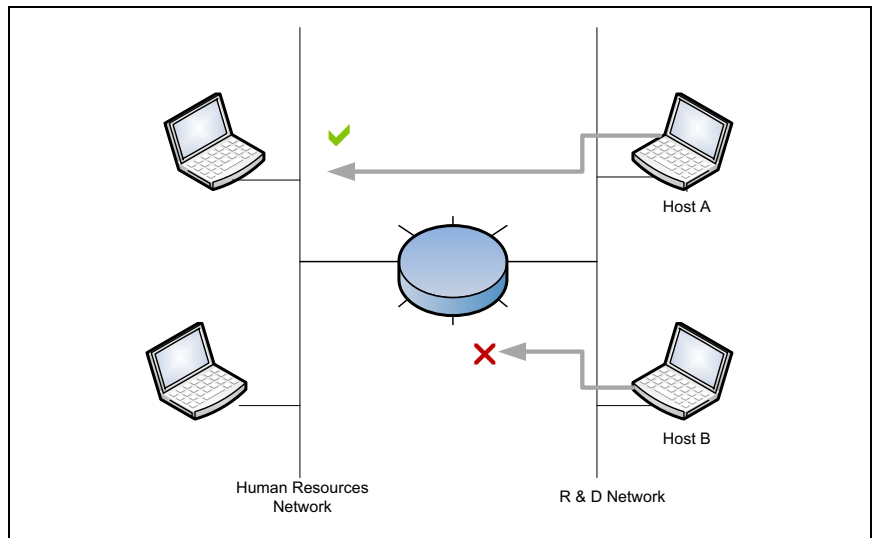 Host A
Host B
Human Resources
Network
R & D Network